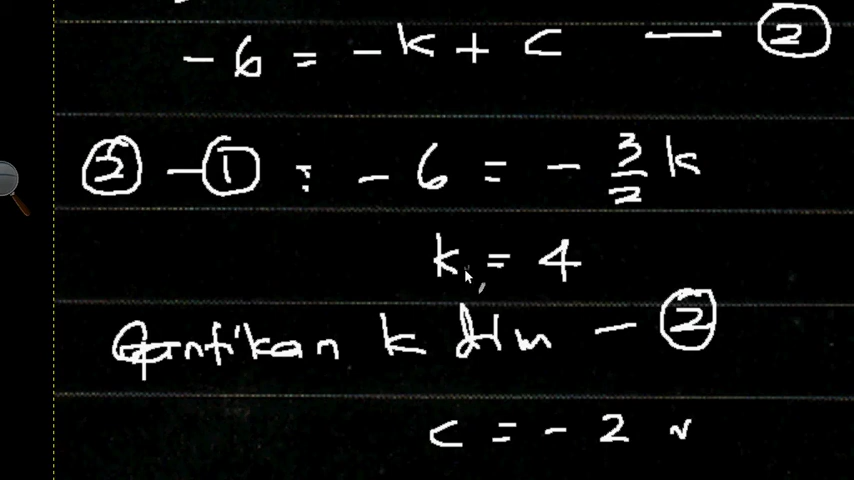 - 6 = - k + c — ②
② - ① : - 6 = - 3/2 k
k = 4
Gantikan k dlm - ②
c = - 2